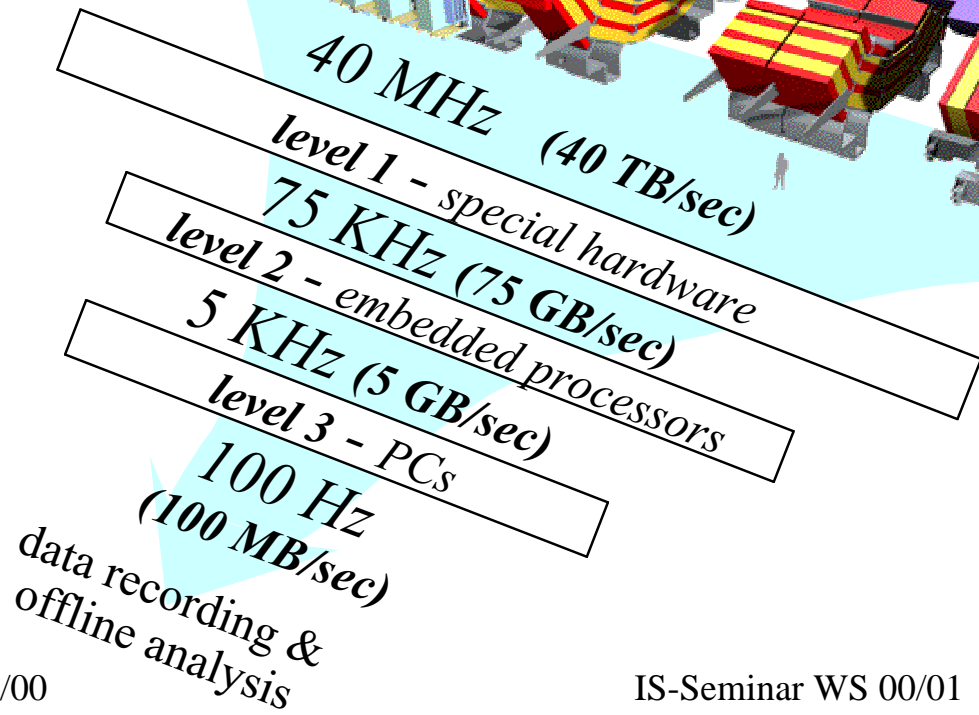 40 MHz (40 TB/sec)
level 1 - special hardware
75 KHz (75 GB/sec)
level 2 - embedded processors
5 KHz (5 GB/sec)
level 3 - PCs
100 Hz
(100 MB/sec)
data recording &
offline analysis
/00
IS-Seminar WS 00/01